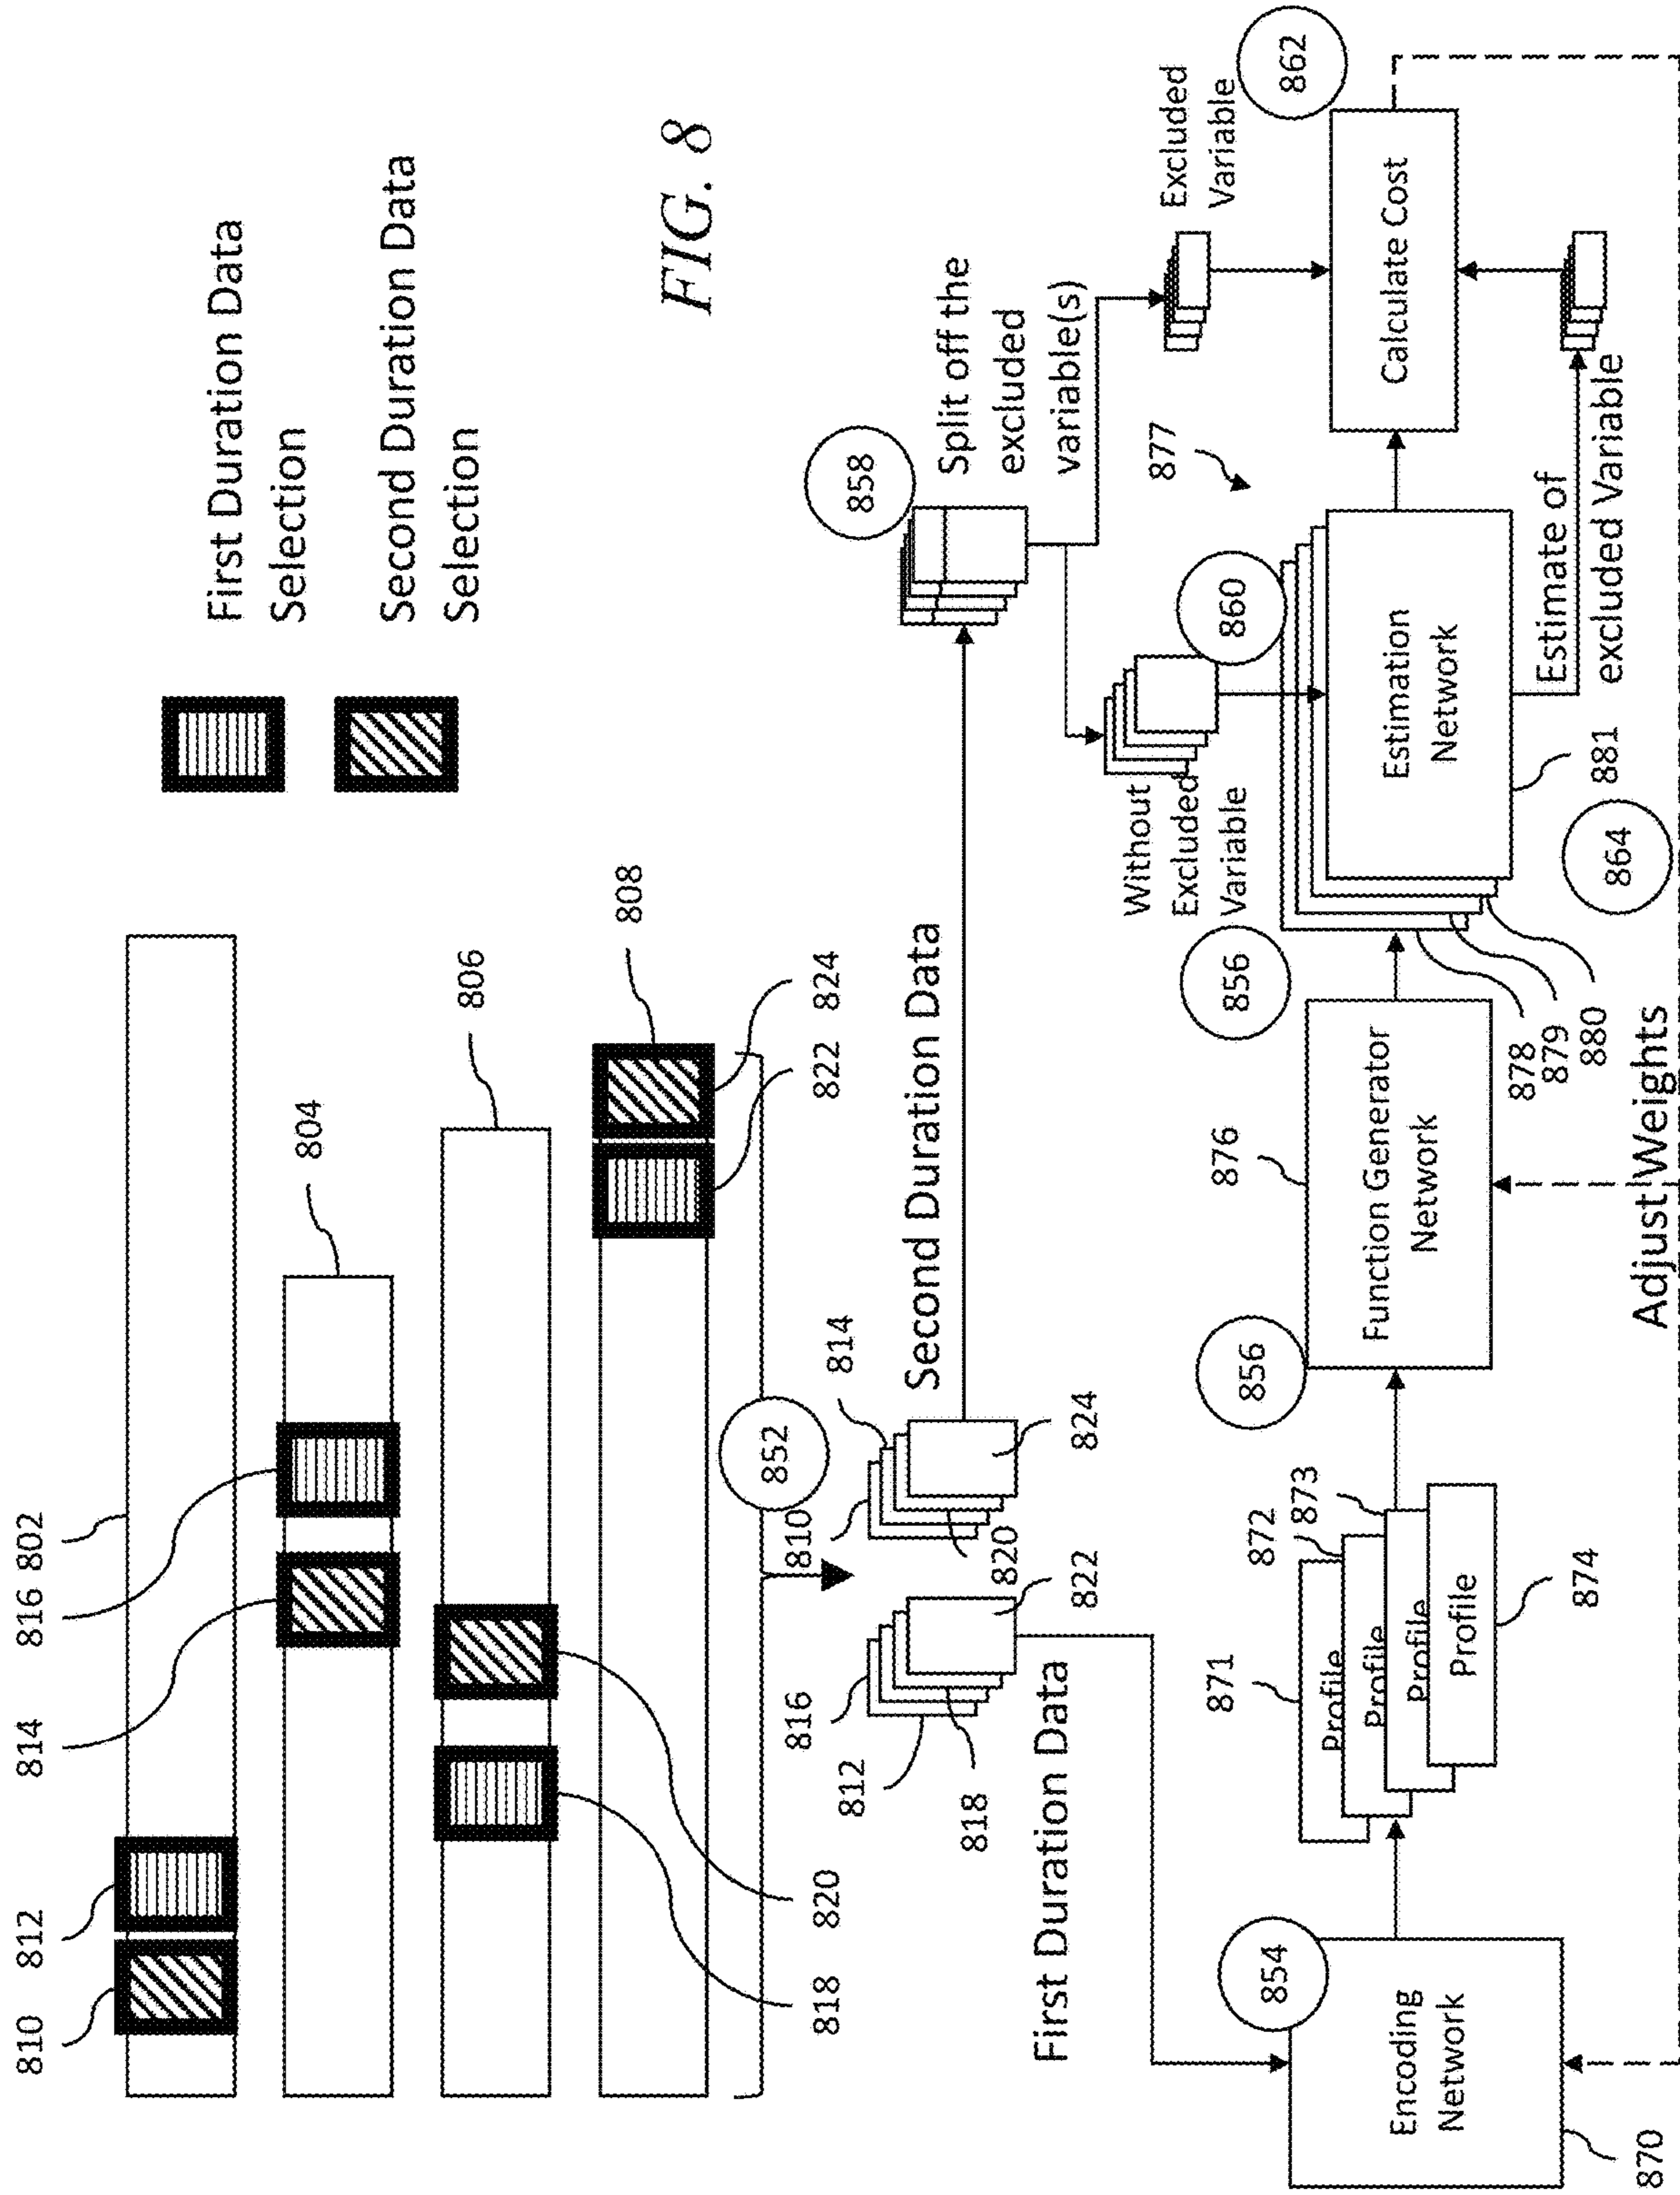 810
812
814
816
802
804
806
808
818
820
822
824
First Duration Data
Selection
Second Duration Data
Selection
FIG. 8
852
812
816
818
822
810
814
820
824
First Duration Data
Second Duration Data
858
Split off the
excluded
variable(s)
Without
Excluded
Variable
860
877
Excluded
Variable
862
854
Encoding
Network
870
871
872
873
874
Profile
Profile
Profile
Profile
856
Function Generator
Network
876
856
878
879
880
881
Estimation
Network
864
Estimate of
excluded Variable
Calculate Cost
Adjust Weights